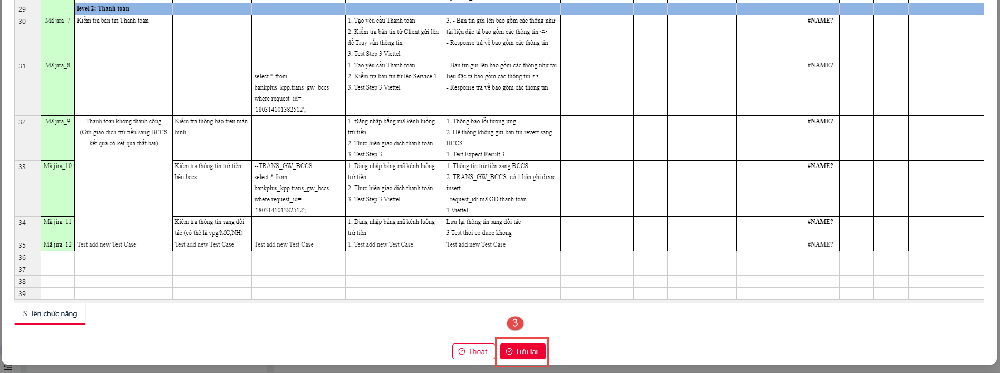 29
level 2: Thanh toán
30
Mã jira_7
Kiểm tra bản tin Thanh toán
1. Tạo yêu cầu Thanh toán
2. Kiểm tra bản tin từ Client gửi lên
để Truy vấn thông tin
3. Test Step 3 Viettel
3. - Bản tin gửi lên bao gồm các thông như
tài liệu đặc tả bao gồm các thông tin <>
- Response trả về bao gồm các thông tin
#NAME?
31
Mã jira_8
select * from
bankplus_kpp.trans_gw_bccs
where request_id=
'180314101382512';
1. Tạo yêu cầu Thanh toán
2. Kiểm tra bản tin từ lên Service 1
3. Test Step 3 Viettel
- Bản tin gửi lên bao gồm các thông như tài
liệu đặc tả bao gồm các thông tin <>
- Response trả về bao gồm các thông tin
#NAME?
32
Mã jira_9
Thanh toán không thành công
(Gửi giao dịch trừ tiền sang BCCS
kết quả có kết quả thất bại)
Kiểm tra thông báo trên màn
hình
1. Đăng nhập bằng mã kênh luồng
trừ tiền
2. Thực hiện giao dịch thanh toán
3. Test Step 3
1. Thông báo lỗi tương ứng
2. Hệ thống không gửi bản tin revert sang
BCCS
3. Test Expect Result 3
#NAME?
33
Mã jira_10
Kiểm tra thông tin trừ tiền
bên bccs
--TRANS_GW_BCCS
select * from
bankplus_kpp.trans_gw_bccs
where request_id=
'180314101382512';
1. Đăng nhập bằng mã kênh luồng
trừ tiền
2. Thực hiện giao dịch thanh toán
3. Test Step 3 Viettel
1. Thông tin trừ tiền sang BCCS
2. TRANS_GW_BCCS: có 1 bản ghi được
insert
- request_id: mã GD thanh toán
3 Viettel
#NAME?
34
Mã jira_11
Kiểm tra thông tin sang đối
tác (có thể là vpg/MC,NH)
1. Đăng nhập bằng mã kênh luồng
trừ tiền
Lưu lại thông tin sang đối tác
3 Test thoi co duoc khong
#NAME?
35
Mã jira_12
Test add new Test Case
Test add new Test Case
Test add new Test Case
1. Test add new Test Case
Test add new Test Case
#NAME?
36
37
38
39
S_Tên chức năng
3
Thoát
Lưu lại